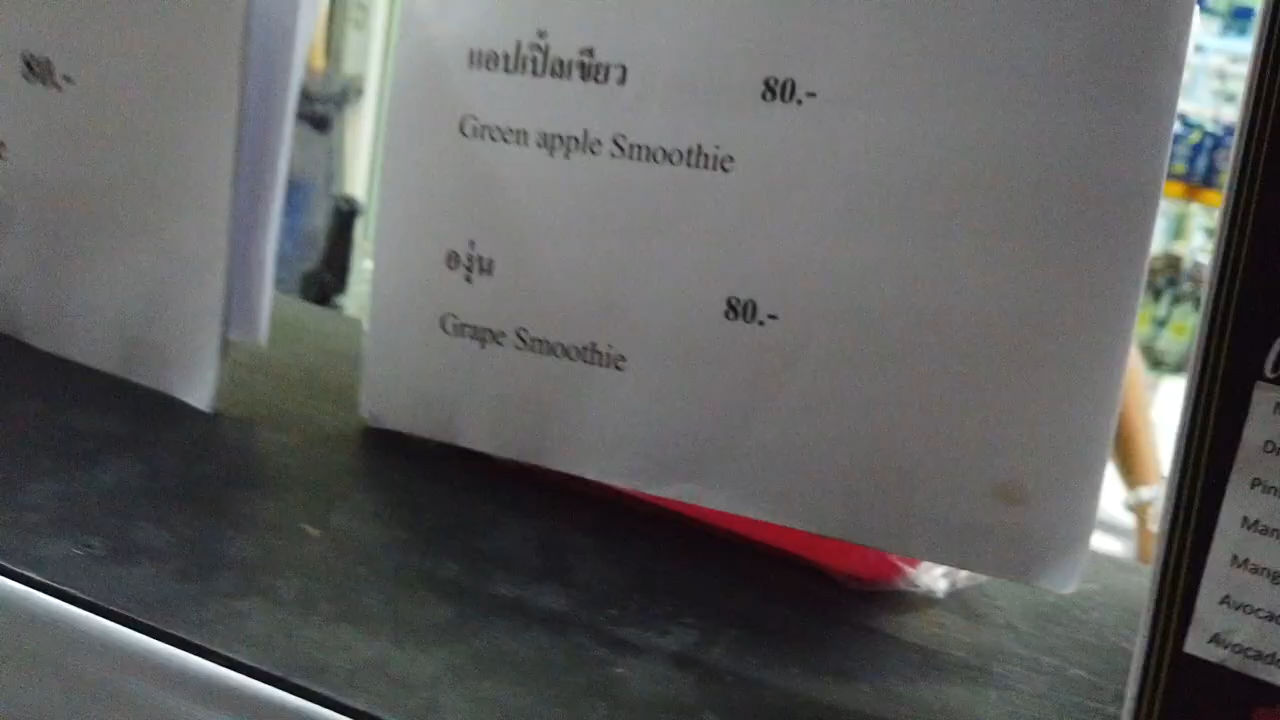 80.-
แอปเปิ้ลเขียว 80.-
Green apple Smoothie
องุ่น 80.-
Grape Smoothie